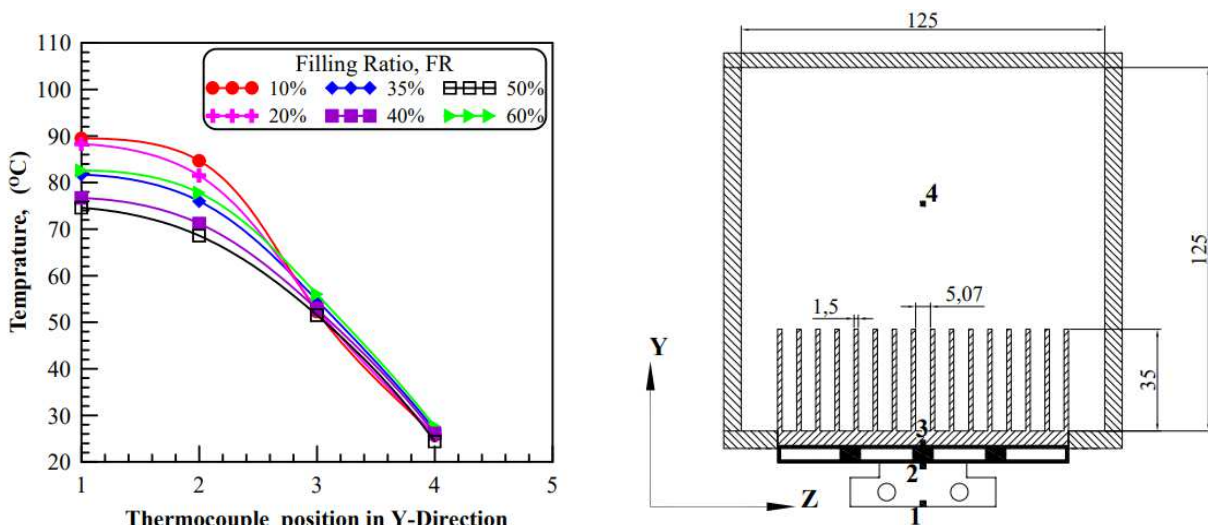 110
100
90
80
70
60
50
40
30
20
Temprature, (°C)
Filling Ratio, FR
10% 35% 50%
20% 40% 60%
1 2 3 4 5
Thermocouple position in Y-Direction
125
4
125
1,5
5,07
Y
35
3
2
Z
1